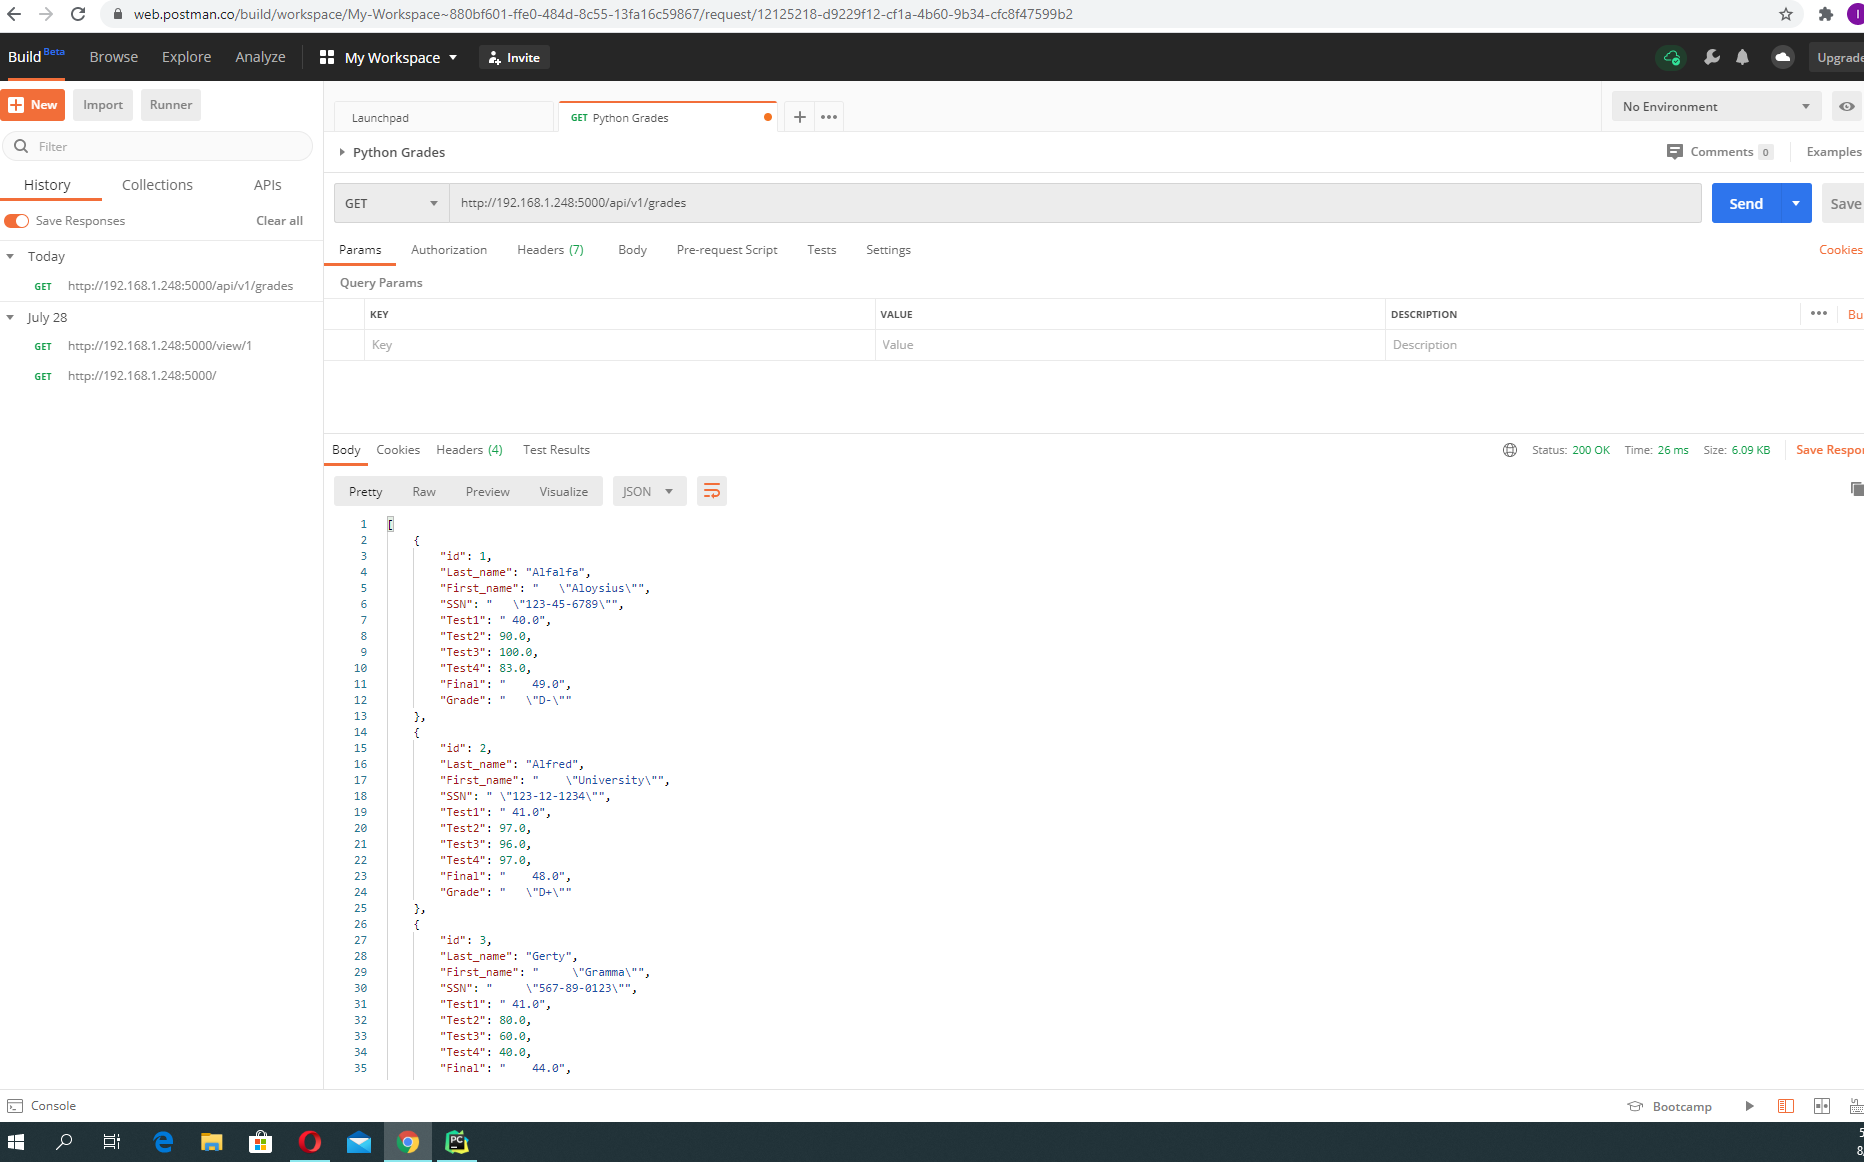 web.postman.co/build/workspace/My-Workspace~880bf601-ffe0-484d-8c55-13fa16c59867/request/12125218-d9229f12-cf1a-4b60-9b34-cfc8f47599b2
Build Beta Browse Explore Analyze My Workspace Invite Upgrade
New Import Runner
Launchpad GET Python Grades No Environment
Filter
Python Grades Comments 0 Examples
History Collections APIs
GET http://192.168.1.248:5000/api/v1/grades Send Save
Save Responses Clear all
Params Authorization Headers (7) Body Pre-request Script Tests Settings Cookies
Today
GET http://192.168.1.248:5000/api/v1/grades
Query Params
KEY VALUE DESCRIPTION Bu
July 28
GET http://192.168.1.248:5000/view/1
Key Value Description
GET http://192.168.1.248:5000/
Body Cookies Headers (4) Test Results Status: 200 OK Time: 26 ms Size: 6.09 KB Save Respon
Pretty Raw Preview Visualize JSON
1 [
2 {
3 "id": 1,
4 "Last_name": "Alfalfa",
5 "First_name": "   \"Aloysius\"",
6 "SSN": "   \"123-45-6789\"",
7 "Test1": " 40.0",
8 "Test2": 90.0,
9 "Test3": 100.0,
10 "Test4": 83.0,
11 "Final": "    49.0",
12 "Grade": "   \"D-\""
13 },
14 {
15 "id": 2,
16 "Last_name": "Alfred",
17 "First_name": "    \"University\"",
18 "SSN": " \"123-12-1234\"",
19 "Test1": " 41.0",
20 "Test2": 97.0,
21 "Test3": 96.0,
22 "Test4": 97.0,
23 "Final": "    48.0",
24 "Grade": "   \"D+\""
25 },
26 {
27 "id": 3,
28 "Last_name": "Gerty",
29 "First_name": "     \"Gramma\"",
30 "SSN": "     \"567-89-0123\"",
31 "Test1": " 41.0",
32 "Test2": 80.0,
33 "Test3": 60.0,
34 "Test4": 40.0,
35 "Final": "    44.0",
Console Bootcamp
PC